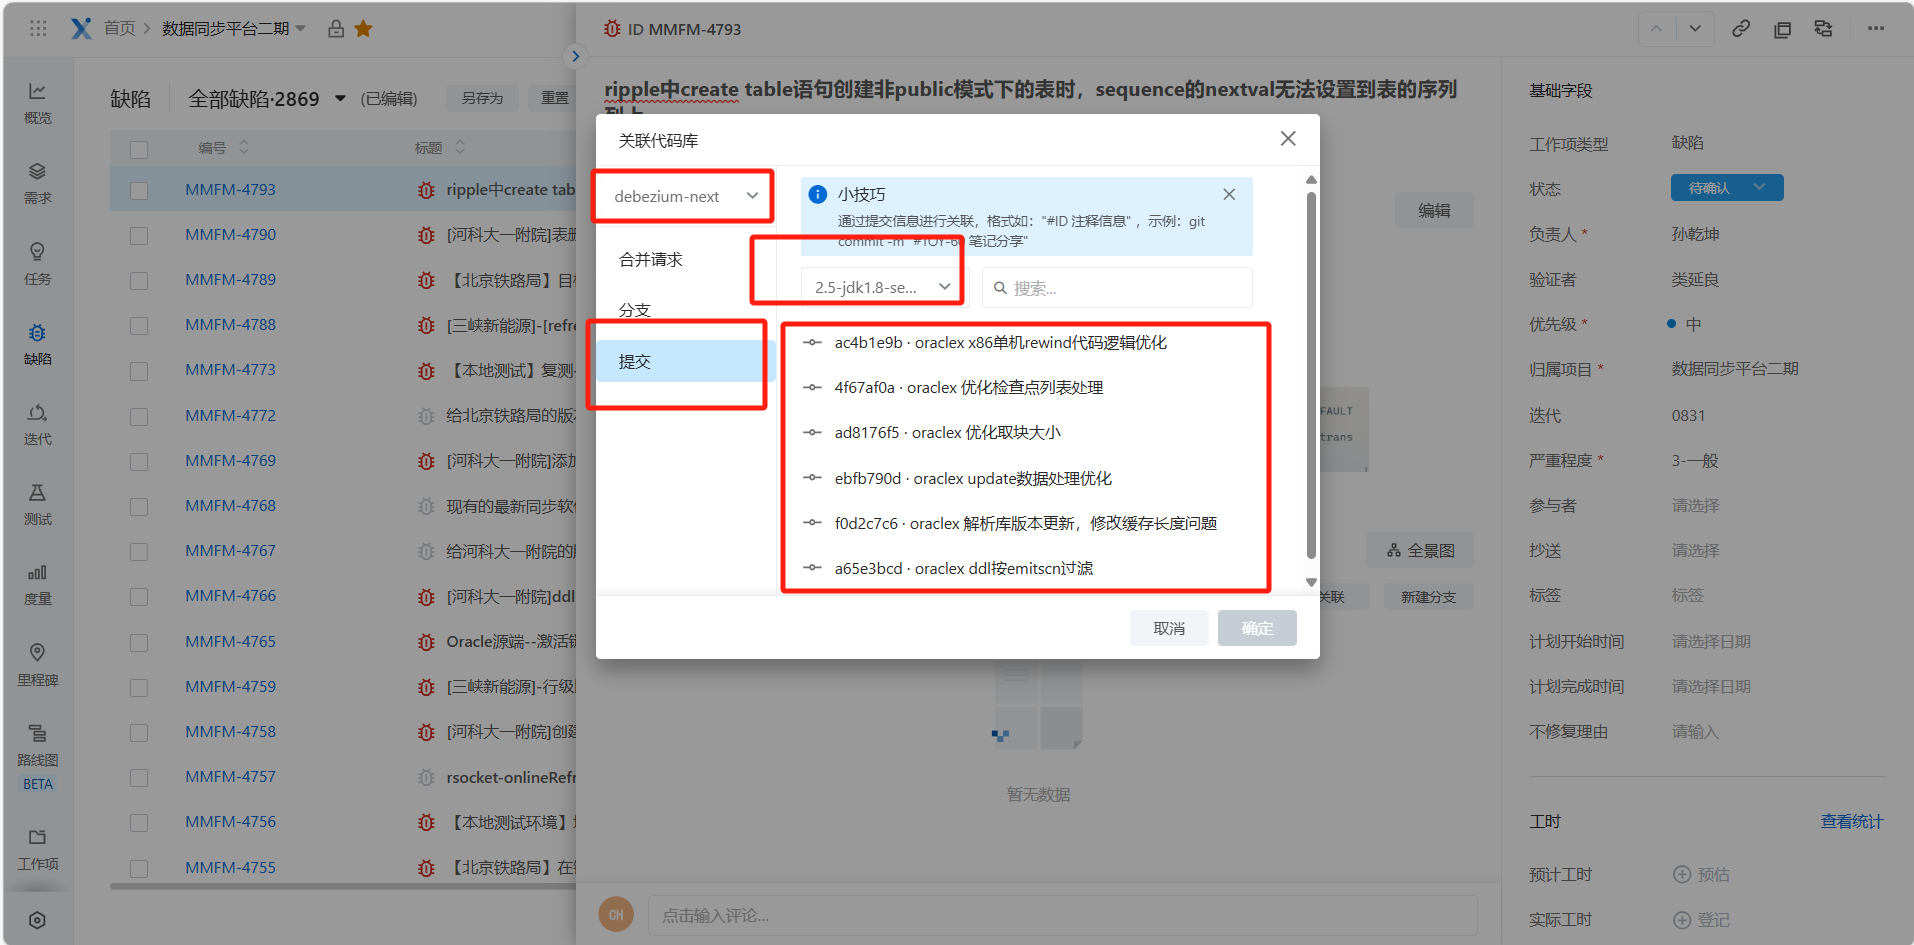 首页 > 数据同步平台二期
ID MMFM-4793
概览
需求
任务
缺陷
迭代
测试
度量
里程碑
路线图
BETA
工作项
缺陷
全部缺陷·2869
(已编辑)
另存为
重置
编号
标题
MMFM-4793
ripple中create tab
MMFM-4790
[河科大一附院]表删
MMFM-4789
【北京铁路局】目标
MMFM-4788
[三峡新能源]-[refre
MMFM-4773
【本地测试】复测-
MMFM-4772
给北京铁路局的版本
MMFM-4769
[河科大一附院]添加
MMFM-4768
现有的最新同步软件
MMFM-4767
给河科大一附院的
MMFM-4766
[河科大一附院]ddl
MMFM-4765
Oracle源端--激活
MMFM-4759
[三峡新能源]-行级
MMFM-4758
[河科大一附院]创建
MMFM-4757
rsocket-onlineRefr
MMFM-4756
【本地测试环境】
MMFM-4755
【北京铁路局】在
ripple中create table语句创建非public模式下的表时，sequence的nextval无法设置到表的序列
列上
编辑
FAULT
trans
全景图
关联
新建分支
暂无数据
CH
点击输入评论...
关联代码库
debezium-next
合并请求
分支
提交
小技巧
通过提交信息进行关联，格式如："#ID 注释信息" ，示例：git
commit -m "#TOY-60 笔记分享"
2.5-jdk1.8-se...
搜索...
ac4b1e9b · oraclex x86单机rewind代码逻辑优化
4f67af0a · oraclex 优化检查点列表处理
ad8176f5 · oraclex 优化取块大小
ebfb790d · oraclex update数据处理优化
f0d2c7c6 · oraclex 解析库版本更新，修改缓存长度问题
a65e3bcd · oraclex ddl按emitscn过滤
取消
确定
基础字段
工作项类型
缺陷
状态
待确认
负责人 *
孙乾坤
验证者
类延良
优先级 *
中
归属项目 *
数据同步平台二期
迭代
0831
严重程度 *
3-一般
参与者
请选择
抄送
请选择
标签
标签
计划开始时间
请选择日期
计划完成时间
请选择日期
不修复理由
请输入
工时
查看统计
预计工时
预估
实际工时
登记